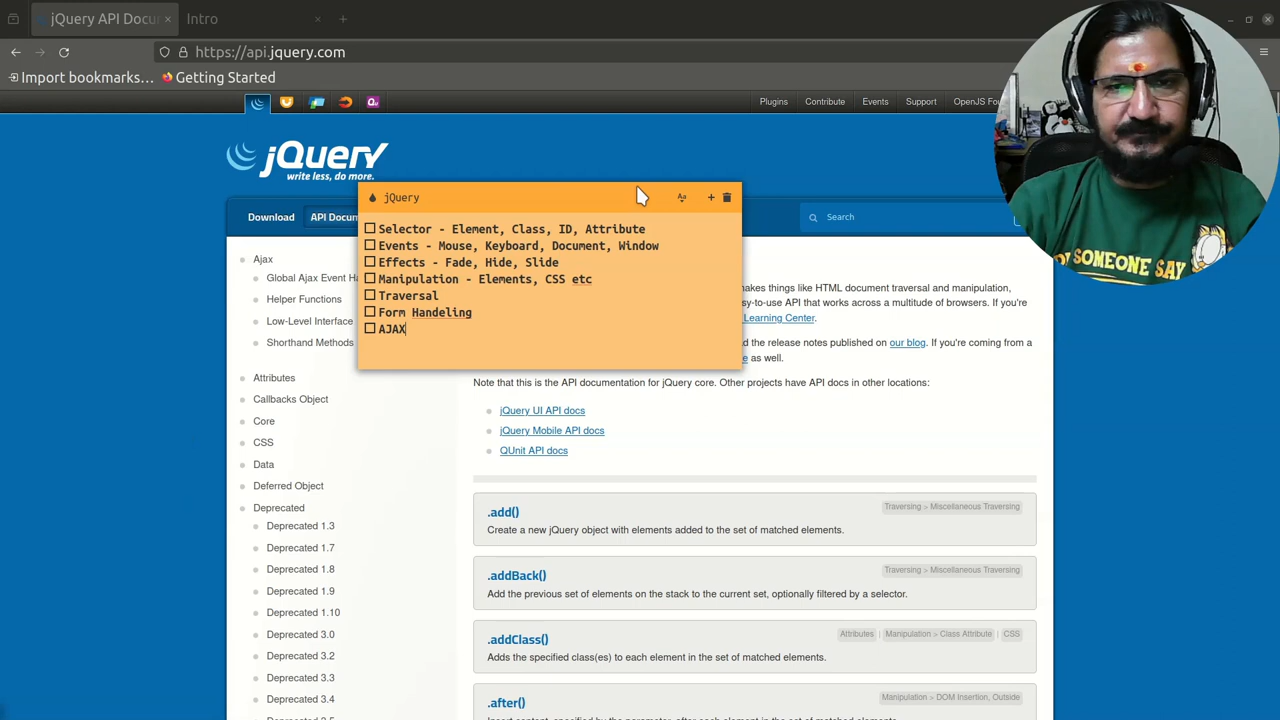 jQuery API Docu
Intro
https://api.jquery.com
Import bookmarks…
Getting Started
Plugins
Contribute
Events
Support
OpenJS Fou
jQuery
write less, do more.
Download
API Docum
Search
jQuery
Selector - Element, Class, ID, Attribute
Events - Mouse, Keyboard, Document, Window
Effects - Fade, Hide, Slide
Manipulation - Elements, CSS etc
Traversal
Form Handeling
AJAX
Ajax
Global Ajax Event Ha
Helper Functions
Low-Level Interface
Shorthand Methods
Attributes
Callbacks Object
Core
CSS
Data
Deferred Object
Deprecated
Deprecated 1.3
Deprecated 1.7
Deprecated 1.8
Deprecated 1.9
Deprecated 1.10
Deprecated 3.0
Deprecated 3.2
Deprecated 3.3
Deprecated 3.4
makes things like HTML document traversal and manipulation,
sy-to-use API that works across a multitude of browsers. If you're
Learning Center.
d the release notes published on our blog. If you're coming from a
e as well.
Note that this is the API documentation for jQuery core. Other projects have API docs in other locations:
jQuery UI API docs
jQuery Mobile API docs
QUnit API docs
.add()
Traversing > Miscellaneous Traversing
Create a new jQuery object with elements added to the set of matched elements.
.addBack()
Traversing > Miscellaneous Traversing
Add the previous set of elements on the stack to the current set, optionally filtered by a selector.
.addClass()
Attributes | Manipulation > Class Attribute | CSS
Adds the specified class(es) to each element in the set of matched elements.
.after()
Manipulation > DOM Insertion, Outside
SOMEONE SAY